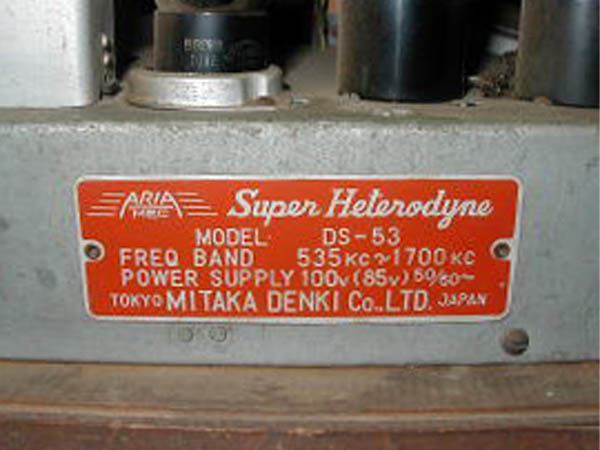 ARIA Super Heterodyne
MEC
MODEL DS-53
FREQ BAND 535KC~1700KC
POWER SUPPLY 100V (85V) 50/60~
TOKYO MITAKA DENKI Co., LTD. JAPAN